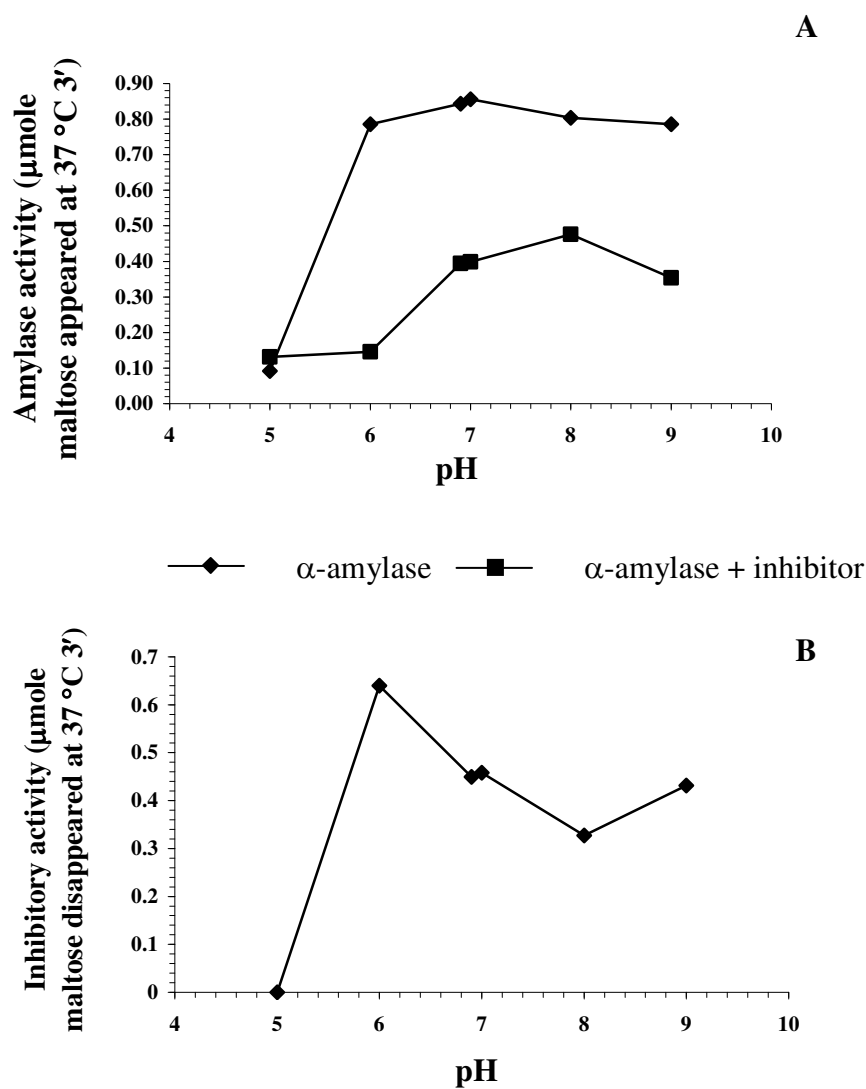 A
Amylase activity (µmole
maltose appeared at 37 °C 3')
0.90
0.80
0.70
0.60
0.50
0.40
0.30
0.20
0.10
0.00
4 5 6 7 8 9 10
pH
α-amylase α-amylase + inhibitor
B
Inhibitory activity (µmole
maltose disappeared at 37 °C 3')
0.7
0.6
0.5
0.4
0.3
0.2
0.1
0
4 5 6 7 8 9 10
pH